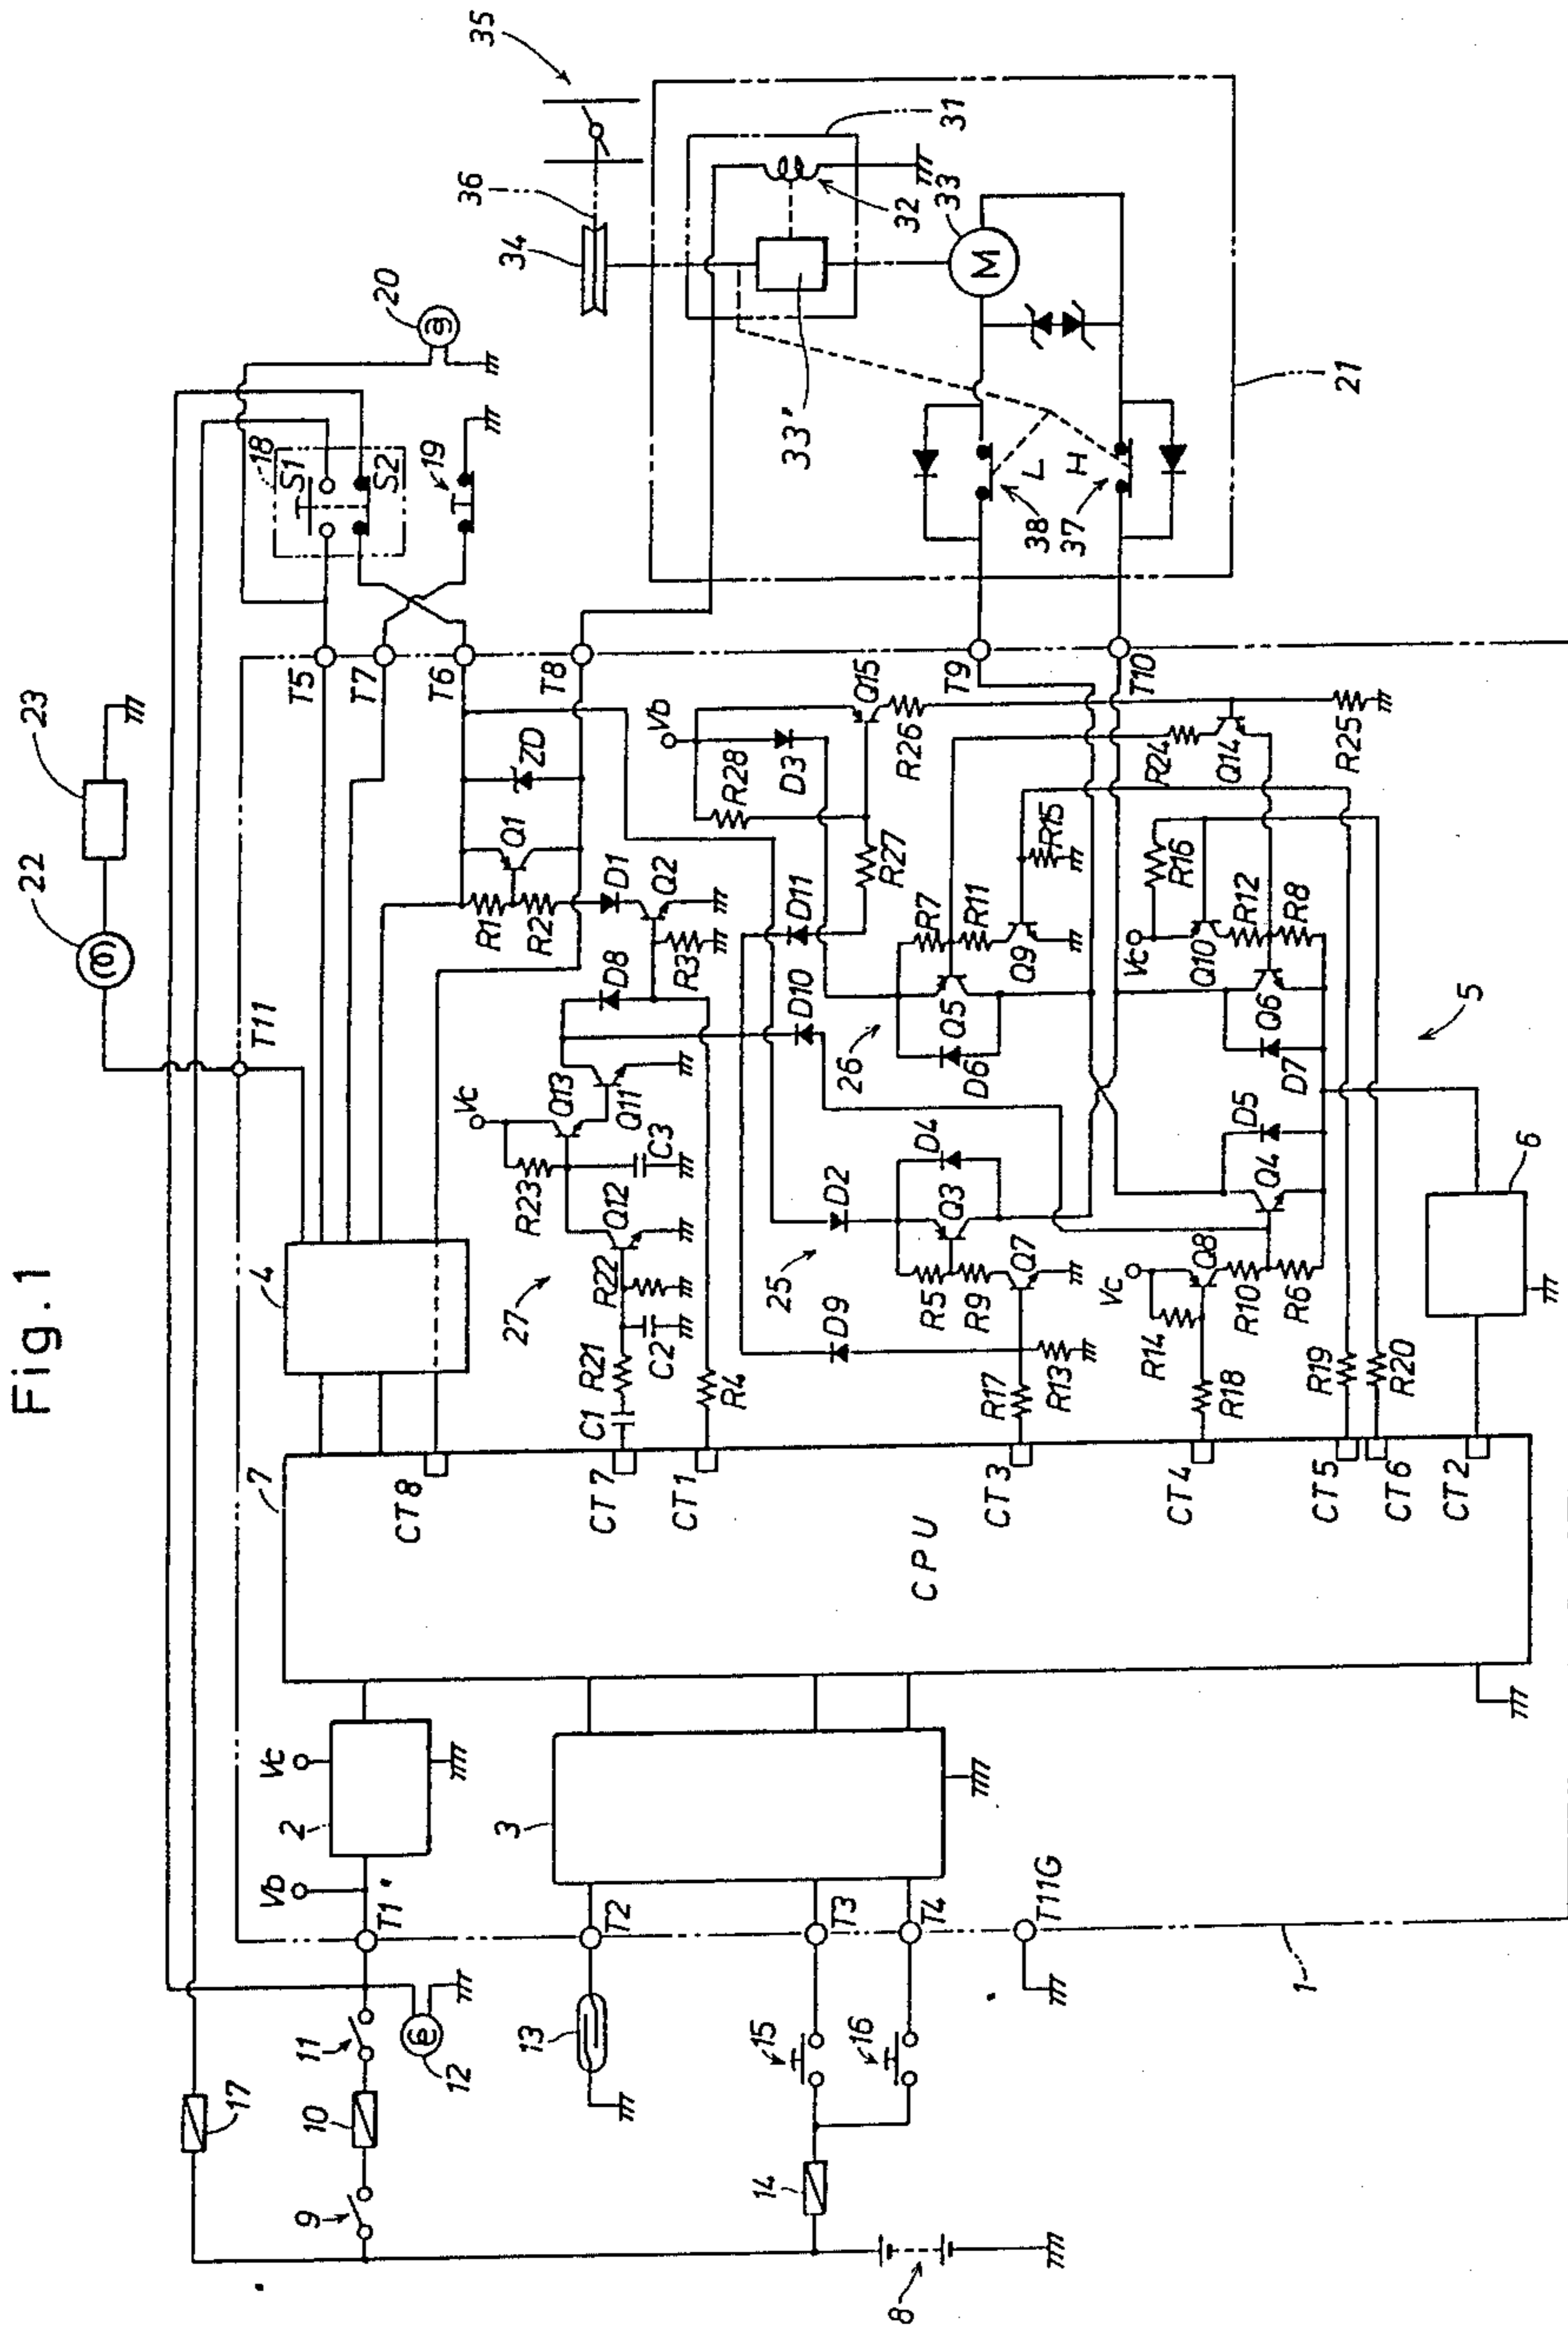 Fig.1
23
22
35
36
34
20
18
S1
S2
19
31
32
33
33'
M
21
L
H
38
37
T5
T7
T6
T8
T9
T10
T11
4
ZD
Q1
R1
R2
D1
Q2
R3
D8
Vc
Q13
Q11
C3
R23
Q12
R22
27
C2
R21
C1
R4
Vb
Q15
R28
D3
R26
R27
D11
D10
R7
R11
Q9
R15
Q5
D6
26
R24
Q14
R25
R16
Vc
Q10
R12
R8
Q6
D7
5
D2
D4
Q3
25
R5
R9
Q7
D9
R17
R13
D5
Q4
Q8
Vc
R10
R6
R14
R18
R19
R20
6
7
CT8
CT7
CT1
CT3
CT4
CT5
CT6
CT2
CPU
Vc
2
Vb
T1
3
T2
T3
T4
T11G
1
17
11
10
9
12
13
15
16
14
8